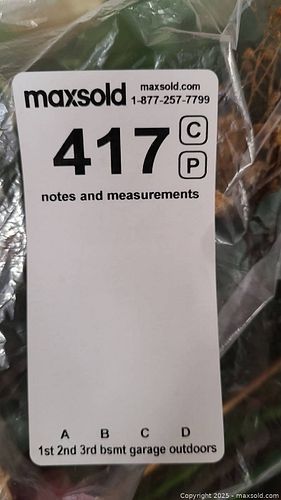 maxsold maxsold.com
1-877-257-7799
417 C
P
notes and measurements
A B C D
1st 2nd 3rd bsmt garage outdoors
Copyright 2025 - maxsold.com